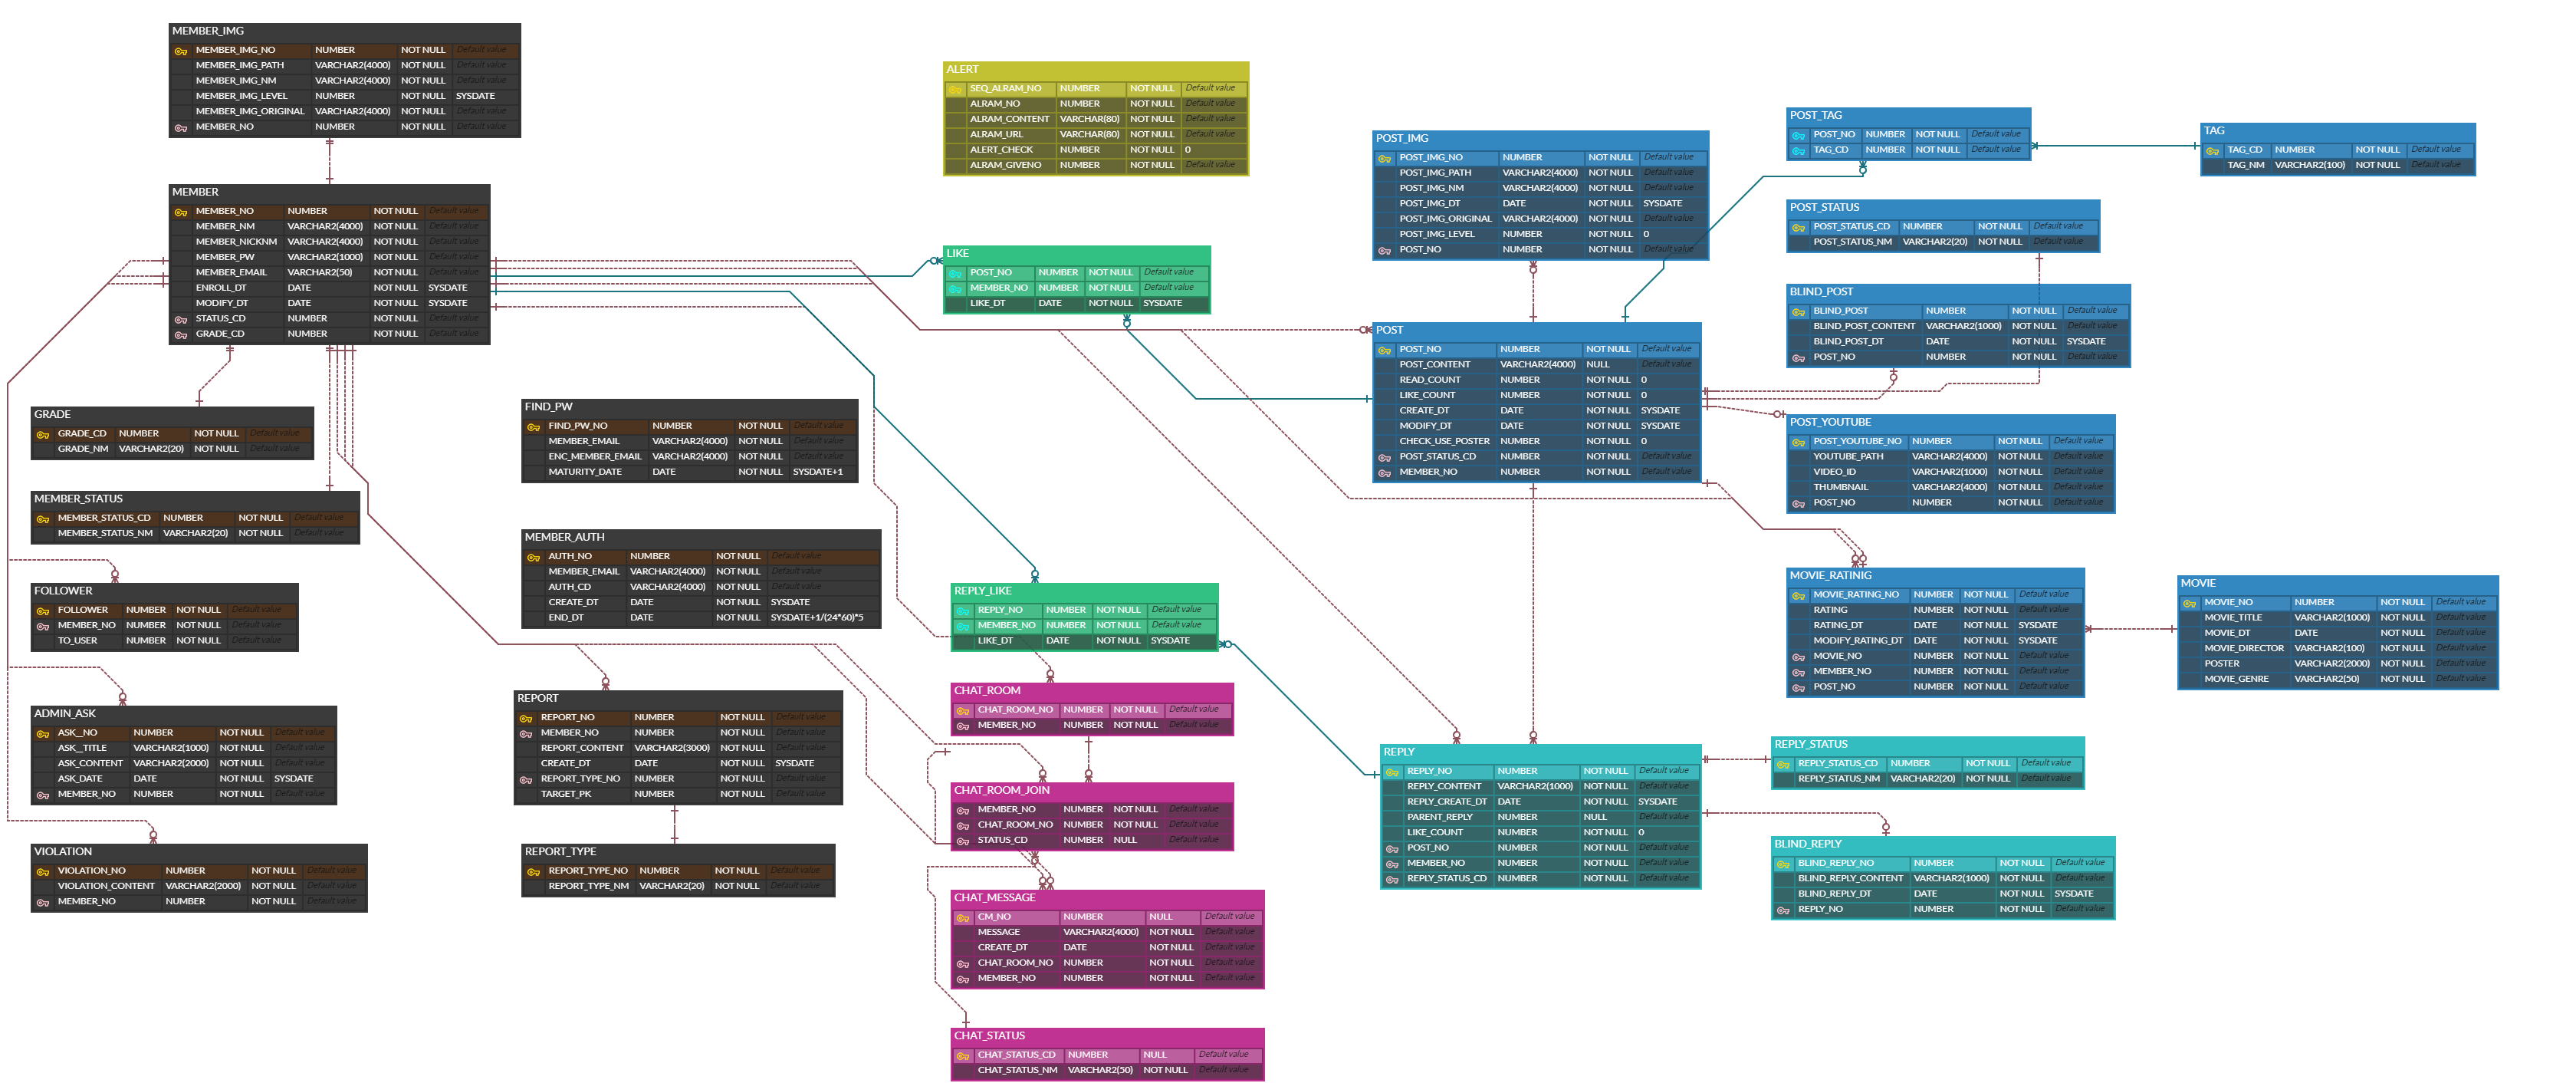 MEMBER_IMG
MEMBER_IMG_NO NUMBER NOT NULL Default value
MEMBER_IMG_PATH VARCHAR2(4000) NOT NULL Default value
MEMBER_IMG_NM VARCHAR2(4000) NOT NULL Default value
MEMBER_IMG_LEVEL NUMBER NOT NULL SYSDATE
MEMBER_IMG_ORIGINAL VARCHAR2(4000) NOT NULL Default value
MEMBER_NO NUMBER NOT NULL Default value
MEMBER
MEMBER_NO NUMBER NOT NULL Default value
MEMBER_NM VARCHAR2(4000) NOT NULL Default value
MEMBER_NICKNM VARCHAR2(4000) NOT NULL Default value
MEMBER_PW VARCHAR2(1000) NOT NULL Default value
MEMBER_EMAIL VARCHAR2(50) NOT NULL Default value
ENROLL_DT DATE NOT NULL SYSDATE
MODIFY_DT DATE NOT NULL SYSDATE
STATUS_CD NUMBER NOT NULL Default value
GRADE_CD NUMBER NOT NULL Default value
GRADE
GRADE_CD NUMBER NOT NULL Default value
GRADE_NM VARCHAR2(20) NOT NULL Default value
MEMBER_STATUS
MEMBER_STATUS_CD NUMBER NOT NULL Default value
MEMBER_STATUS_NM VARCHAR2(20) NOT NULL Default value
FOLLOWER
FOLLOWER NUMBER NOT NULL Default value
MEMBER_NO NUMBER NOT NULL Default value
TO_USER NUMBER NOT NULL Default value
ADMIN_ASK
ASK__NO NUMBER NOT NULL Default value
ASK__TITLE VARCHAR2(1000) NOT NULL Default value
ASK_CONTENT VARCHAR2(2000) NOT NULL Default value
ASK_DATE DATE NOT NULL SYSDATE
MEMBER_NO NUMBER NOT NULL Default value
VIOLATION
VIOLATION_NO NUMBER NOT NULL Default value
VIOLATION_CONTENT VARCHAR2(2000) NOT NULL Default value
MEMBER_NO NUMBER NOT NULL Default value
FIND_PW
FIND_PW_NO NUMBER NOT NULL Default value
MEMBER_EMAIL VARCHAR2(4000) NOT NULL Default value
ENC_MEMBER_EMAIL VARCHAR2(4000) NOT NULL Default value
MATURITY_DATE DATE NOT NULL SYSDATE+1
MEMBER_AUTH
AUTH_NO NUMBER NOT NULL Default value
MEMBER_EMAIL VARCHAR2(4000) NOT NULL Default value
AUTH_CD VARCHAR2(4000) NOT NULL Default value
CREATE_DT DATE NOT NULL SYSDATE
END_DT DATE NOT NULL SYSDATE+1/(24*60)*5
REPORT
REPORT_NO NUMBER NOT NULL Default value
MEMBER_NO NUMBER NOT NULL Default value
REPORT_CONTENT VARCHAR2(3000) NOT NULL Default value
CREATE_DT DATE NOT NULL SYSDATE
REPORT_TYPE_NO NUMBER NOT NULL Default value
TARGET_PK NUMBER NOT NULL Default value
REPORT_TYPE
REPORT_TYPE_NO NUMBER NOT NULL Default value
REPORT_TYPE_NM VARCHAR2(20) NOT NULL Default value
ALERT
SEQ_ALRAM_NO NUMBER NOT NULL Default value
ALRAM_NO NUMBER NOT NULL Default value
ALRAM_CONTENT VARCHAR(80) NOT NULL Default value
ALRAM_URL VARCHAR(80) NOT NULL Default value
ALERT_CHECK NUMBER NOT NULL 0
ALRAM_GIVENO NUMBER NOT NULL Default value
LIKE
POST_NO NUMBER NOT NULL Default value
MEMBER_NO NUMBER NOT NULL Default value
LIKE_DT DATE NOT NULL SYSDATE
REPLY_LIKE
REPLY_NO NUMBER NOT NULL Default value
MEMBER_NO NUMBER NOT NULL Default value
LIKE_DT DATE NOT NULL SYSDATE
CHAT_ROOM
CHAT_ROOM_NO NUMBER NOT NULL Default value
MEMBER_NO NUMBER NOT NULL Default value
CHAT_ROOM_JOIN
MEMBER_NO NUMBER NOT NULL Default value
CHAT_ROOM_NO NUMBER NOT NULL Default value
STATUS_CD NUMBER NULL Default value
CHAT_MESSAGE
CM_NO NUMBER NULL Default value
MESSAGE VARCHAR2(4000) NOT NULL Default value
CREATE_DT DATE NOT NULL Default value
CHAT_ROOM_NO NUMBER NOT NULL Default value
MEMBER_NO NUMBER NOT NULL Default value
CHAT_STATUS
CHAT_STATUS_CD NUMBER NULL Default value
CHAT_STATUS_NM VARCHAR2(50) NOT NULL Default value
POST_IMG
POST_IMG_NO NUMBER NOT NULL Default value
POST_IMG_PATH VARCHAR2(4000) NOT NULL Default value
POST_IMG_NM VARCHAR2(4000) NOT NULL Default value
POST_IMG_DT DATE NOT NULL SYSDATE
POST_IMG_ORIGINAL VARCHAR2(4000) NOT NULL Default value
POST_IMG_LEVEL NUMBER NOT NULL 0
POST_NO NUMBER NOT NULL Default value
POST
POST_NO NUMBER NOT NULL Default value
POST_CONTENT VARCHAR2(4000) NULL Default value
READ_COUNT NUMBER NOT NULL 0
LIKE_COUNT NUMBER NOT NULL 0
CREATE_DT DATE NOT NULL SYSDATE
MODIFY_DT DATE NOT NULL SYSDATE
CHECK_USE_POSTER NUMBER NOT NULL 0
POST_STATUS_CD NUMBER NOT NULL Default value
MEMBER_NO NUMBER NOT NULL Default value
REPLY
REPLY_NO NUMBER NOT NULL Default value
REPLY_CONTENT VARCHAR2(1000) NOT NULL Default value
REPLY_CREATE_DT DATE NOT NULL SYSDATE
PARENT_REPLY NUMBER NULL Default value
LIKE_COUNT NUMBER NOT NULL 0
POST_NO NUMBER NOT NULL Default value
MEMBER_NO NUMBER NOT NULL Default value
REPLY_STATUS_CD NUMBER NOT NULL Default value
POST_TAG
POST_NO NUMBER NOT NULL Default value
TAG_CD NUMBER NOT NULL Default value
TAG
TAG_CD NUMBER NOT NULL Default value
TAG_NM VARCHAR2(100) NOT NULL Default value
POST_STATUS
POST_STATUS_CD NUMBER NOT NULL Default value
POST_STATUS_NM VARCHAR2(20) NOT NULL Default value
BLIND_POST
BLIND_POST NUMBER NOT NULL Default value
BLIND_POST_CONTENT VARCHAR2(1000) NOT NULL Default value
BLIND_POST_DT DATE NOT NULL SYSDATE
POST_NO NUMBER NOT NULL Default value
POST_YOUTUBE
POST_YOUTUBE_NO NUMBER NOT NULL Default value
YOUTUBE_PATH VARCHAR2(4000) NOT NULL Default value
VIDEO_ID VARCHAR2(1000) NOT NULL Default value
THUMBNAIL VARCHAR2(4000) NOT NULL Default value
POST_NO NUMBER NOT NULL Default value
MOVIE_RATINIG
MOVIE_RATING_NO NUMBER NOT NULL Default value
RATING NUMBER NOT NULL Default value
RATING_DT DATE NOT NULL SYSDATE
MODIFY_RATING_DT DATE NOT NULL SYSDATE
MOVIE_NO NUMBER NOT NULL Default value
MEMBER_NO NUMBER NOT NULL Default value
POST_NO NUMBER NOT NULL Default value
MOVIE
MOVIE_NO NUMBER NOT NULL Default value
MOVIE_TITLE VARCHAR2(1000) NOT NULL Default value
MOVIE_DT DATE NOT NULL Default value
MOVIE_DIRECTOR VARCHAR2(100) NOT NULL Default value
POSTER VARCHAR2(2000) NOT NULL Default value
MOVIE_GENRE VARCHAR2(50) NOT NULL Default value
REPLY_STATUS
REPLY_STATUS_CD NUMBER NOT NULL Default value
REPLY_STATUS_NM VARCHAR2(20) NOT NULL Default value
BLIND_REPLY
BLIND_REPLY_NO NUMBER NOT NULL Default value
BLIND_REPLY_CONTENT VARCHAR2(1000) NOT NULL Default value
BLIND_REPLY_DT DATE NOT NULL SYSDATE
REPLY_NO NUMBER NOT NULL Default value